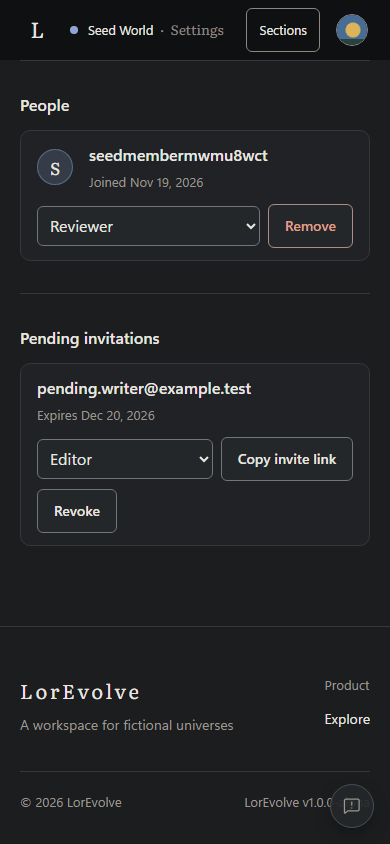 L Seed World · Settings Sections
People
S seedmembermwmu8wct
Joined Nov 19, 2026
Reviewer Remove
Pending invitations
pending.writer@example.test
Expires Dec 20, 2026
Editor Copy invite link
Revoke
LorEvolve Product
A workspace for fictional universes Explore
© 2026 LorEvolve LorEvolve v1.0.0